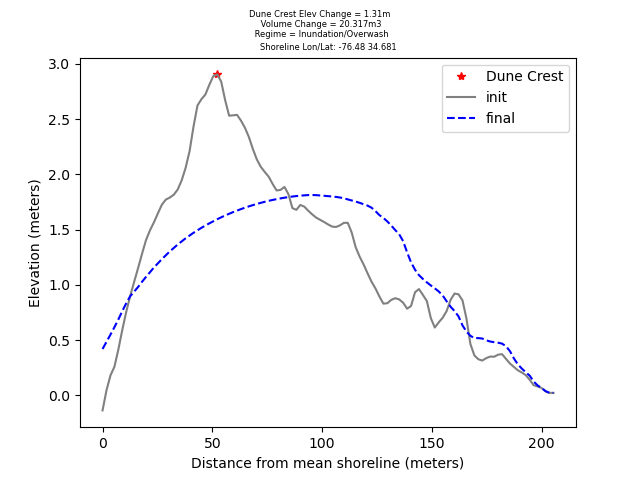 Dune Crest Elev Change = 1.31m
Volume Change = 20.317m3
Regime = Inundation/Overwash
Shoreline Lon/Lat: -76.48 34.681
Dune Crest
init
final
3.0
2.5
2.0
1.5
1.0
0.5
0.0
Elevation (meters)
0
50
100
150
200
Distance from mean shoreline (meters)